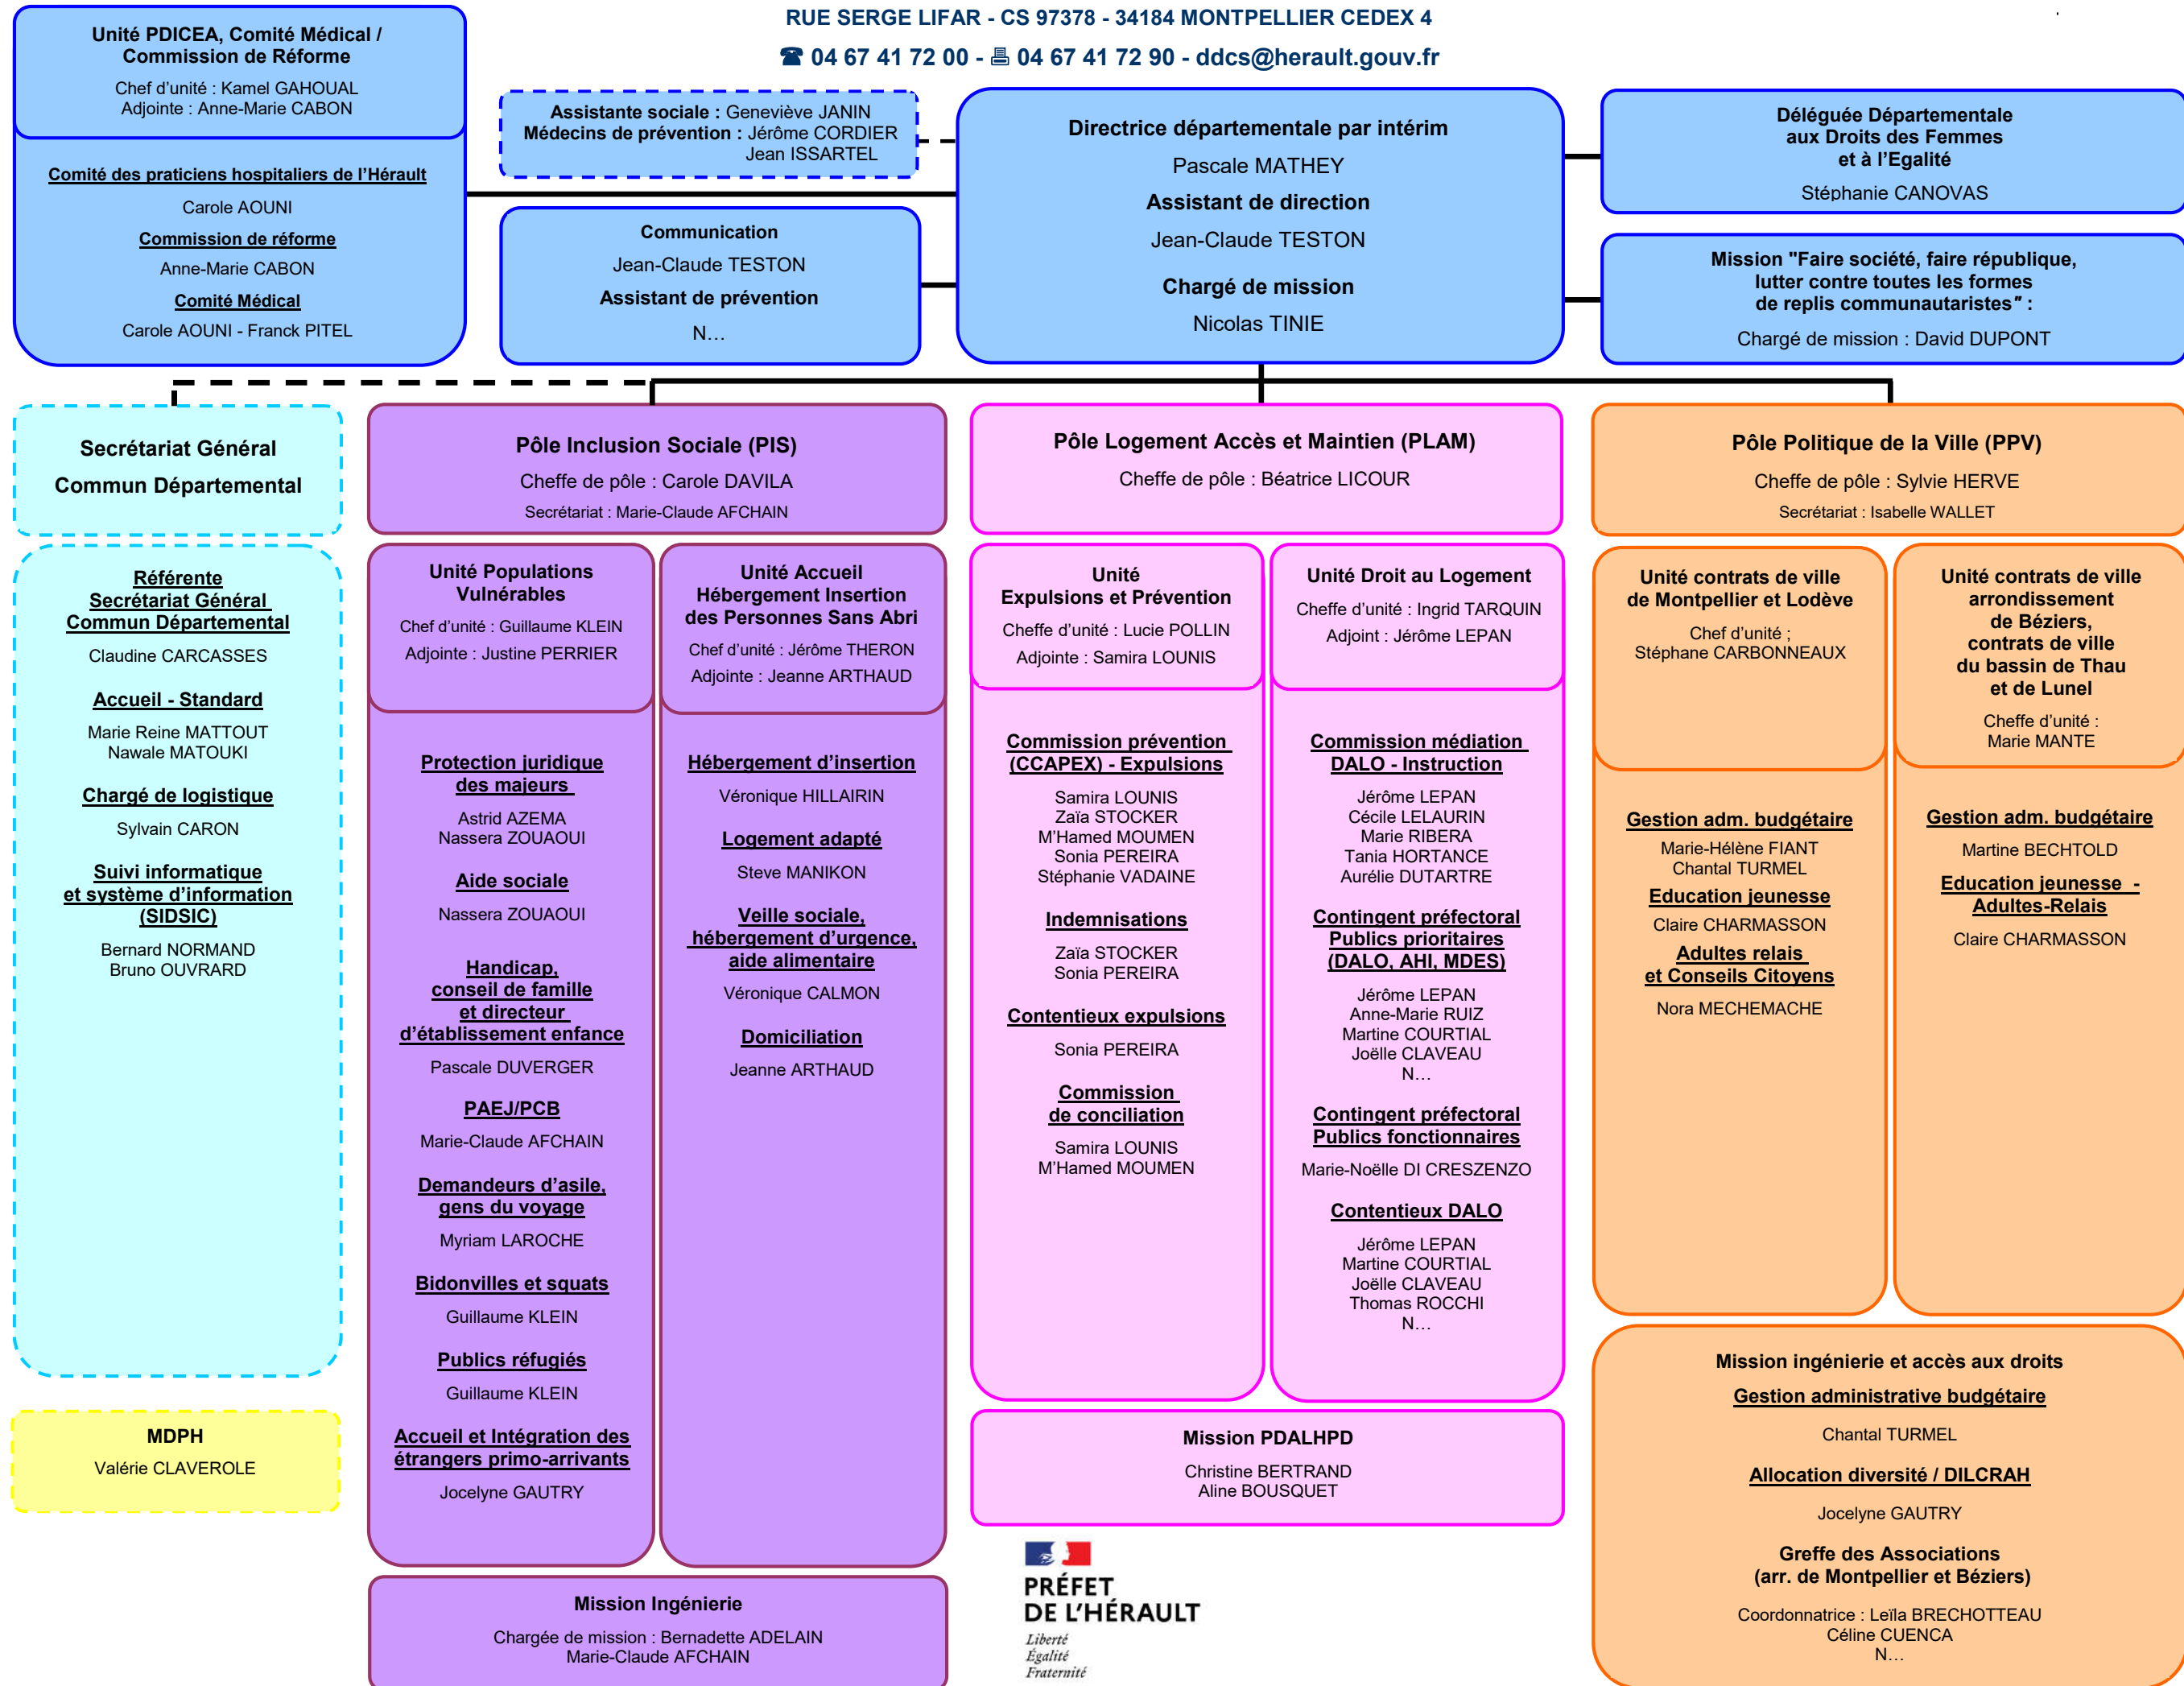 RUE SERGE LIFAR - CS 97378 - 34184 MONTPELLIER CEDEX 4
☎ 04 67 41 72 00 - 🖷 04 67 41 72 90 - ddcs@herault.gouv.fr
Unité PDICEA, Comité Médical /
Commission de Réforme
Chef d'unité : Kamel GAHOUAL
Adjointe : Anne-Marie CABON
Comité des praticiens hospitaliers de l'Hérault
Carole AOUNI
Commission de réforme
Anne-Marie CABON
Comité Médical
Carole AOUNI - Franck PITEL
Assistante sociale : Geneviève JANIN
Médecins de prévention : Jérôme CORDIER
Jean ISSARTEL
Communication
Jean-Claude TESTON
Assistant de prévention
N…
Directrice départementale par intérim
Pascale MATHEY
Assistant de direction
Jean-Claude TESTON
Chargé de mission
Nicolas TINIE
Déléguée Départementale
aux Droits des Femmes
et à l'Egalité
Stéphanie CANOVAS
Mission "Faire société, faire république,
lutter contre toutes les formes
de replis communautaristes" :
Chargé de mission : David DUPONT
Secrétariat Général
Commun Départemental
Référente
Secrétariat Général
Commun Départemental
Claudine CARCASSES
Accueil - Standard
Marie Reine MATTOUT
Nawale MATOUKI
Chargé de logistique
Sylvain CARON
Suivi informatique
et système d'information
(SIDSIC)
Bernard NORMAND
Bruno OUVRARD
MDPH
Valérie CLAVEROLE
Pôle Inclusion Sociale (PIS)
Cheffe de pôle : Carole DAVILA
Secrétariat : Marie-Claude AFCHAIN
Unité Populations
Vulnérables
Chef d'unité : Guillaume KLEIN
Adjointe : Justine PERRIER
Protection juridique
des majeurs
Astrid AZEMA
Nassera ZOUAOUI
Aide sociale
Nassera ZOUAOUI
Handicap,
conseil de famille
et directeur
d'établissement enfance
Pascale DUVERGER
PAEJ/PCB
Marie-Claude AFCHAIN
Demandeurs d'asile,
gens du voyage
Myriam LAROCHE
Bidonvilles et squats
Guillaume KLEIN
Publics réfugiés
Guillaume KLEIN
Accueil et Intégration des
étrangers primo-arrivants
Jocelyne GAUTRY
Unité Accueil
Hébergement Insertion
des Personnes Sans Abri
Chef d'unité : Jérôme THERON
Adjointe : Jeanne ARTHAUD
Hébergement d'insertion
Véronique HILLAIRIN
Logement adapté
Steve MANIKON
Veille sociale,
hébergement d'urgence,
aide alimentaire
Véronique CALMON
Domiciliation
Jeanne ARTHAUD
Mission Ingénierie
Chargée de mission : Bernadette ADELAIN
Marie-Claude AFCHAIN
Pôle Logement Accès et Maintien (PLAM)
Cheffe de pôle : Béatrice LICOUR
Unité
Expulsions et Prévention
Cheffe d'unité : Lucie POLLIN
Adjointe : Samira LOUNIS
Commission prévention
(CCAPEX) - Expulsions
Samira LOUNIS
Zaïa STOCKER
M'Hamed MOUMEN
Sonia PEREIRA
Stéphanie VADAINE
Indemnisations
Zaïa STOCKER
Sonia PEREIRA
Contentieux expulsions
Sonia PEREIRA
Commission
de conciliation
Samira LOUNIS
M'Hamed MOUMEN
Unité Droit au Logement
Cheffe d'unité : Ingrid TARQUIN
Adjoint : Jérôme LEPAN
Commission médiation
DALO - Instruction
Jérôme LEPAN
Cécile LELAURIN
Marie RIBERA
Tania HORTANCE
Aurélie DUTARTRE
Contingent préfectoral
Publics prioritaires
(DALO, AHI, MDES)
Jérôme LEPAN
Anne-Marie RUIZ
Martine COURTIAL
Joëlle CLAVEAU
N…
Contingent préfectoral
Publics fonctionnaires
Marie-Noëlle DI CRESZENZO
Contentieux DALO
Jérôme LEPAN
Martine COURTIAL
Joëlle CLAVEAU
Thomas ROCCHI
N…
Mission PDALHPD
Christine BERTRAND
Aline BOUSQUET
PRÉFET
DE L'HÉRAULT
Liberté
Égalité
Fraternité
Pôle Politique de la Ville (PPV)
Cheffe de pôle : Sylvie HERVE
Secrétariat : Isabelle WALLET
Unité contrats de ville
de Montpellier et Lodève
Chef d'unité ;
Stéphane CARBONNEAUX
Gestion adm. budgétaire
Marie-Hélène FIANT
Chantal TURMEL
Education jeunesse
Claire CHARMASSON
Adultes relais
et Conseils Citoyens
Nora MECHEMACHE
Unité contrats de ville
arrondissement
de Béziers,
contrats de ville
du bassin de Thau
et de Lunel
Cheffe d'unité :
Marie MANTE
Gestion adm. budgétaire
Martine BECHTOLD
Education jeunesse -
Adultes-Relais
Claire CHARMASSON
Mission ingénierie et accès aux droits
Gestion administrative budgétaire
Chantal TURMEL
Allocation diversité / DILCRAH
Jocelyne GAUTRY
Greffe des Associations
(arr. de Montpellier et Béziers)
Coordonnatrice : Leïla BRECHOTTEAU
Céline CUENCA
N…